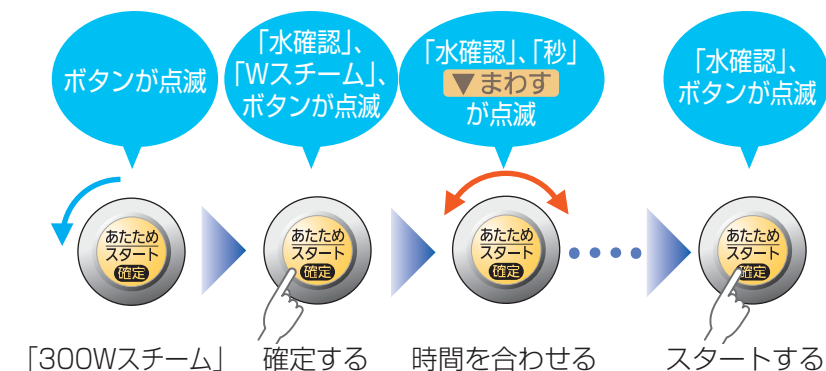 ボタンが点滅
「水確認」、
「Wスチーム」、
ボタンが点滅
「水確認」、「秒」
▼まわす
が点滅
「水確認」、
ボタンが点滅
あたため
スタート
確定
あたため
スタート
確定
あたため
スタート
確定
あたため
スタート
確定
「300Wスチーム」
確定する
時間を合わせる
スタートする